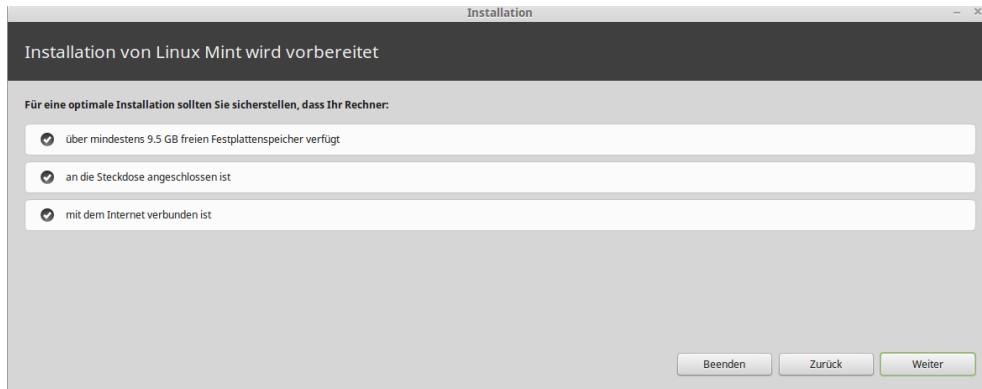 Installation
Installation von Linux Mint wird vorbereitet
Für eine optimale Installation sollten Sie sicherstellen, dass Ihr Rechner:
über mindestens 9.5 GB freien Festplattenspeicher verfügt
an die Steckdose angeschlossen ist
mit dem Internet verbunden ist
Beenden Zurück Weiter